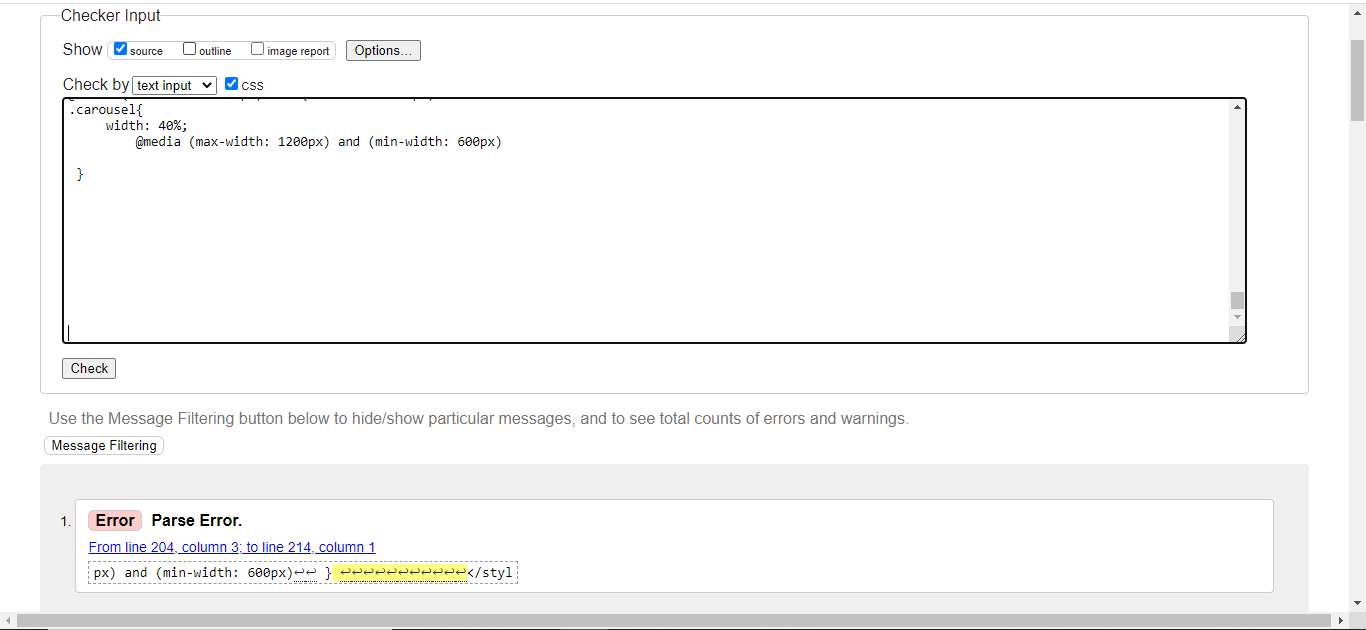 Checker Input
Show source outline image report Options...
Check by text input css
.carousel{
width: 40%;
@media (max-width: 1200px) and (min-width: 600px)
}
Check
Use the Message Filtering button below to hide/show particular messages, and to see total counts of errors and warnings.
Message Filtering
1. Error Parse Error.
From line 204, column 3; to line 214, column 1
px) and (min-width: 600px)↩↩ } ↩↩↩↩↩↩↩↩↩↩↩</styl